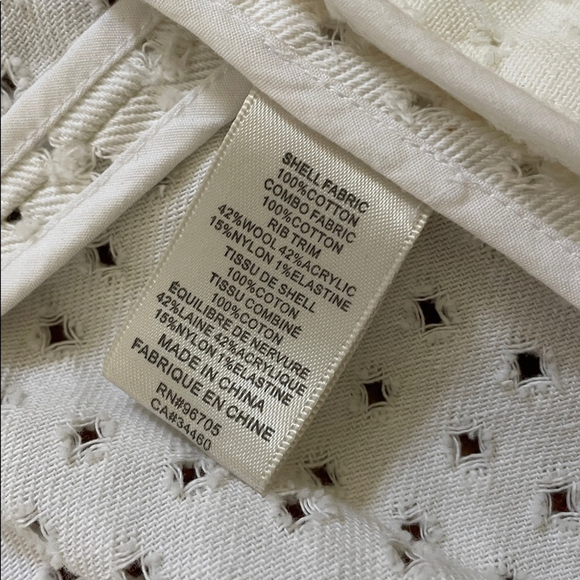 SHELL FABRIC
100%COTTON
COMBO FABRIC
100%COTTON
RIB TRIM
42%WOOL 42%ACRYLIC
15%NYLON 1%ELASTINE
TISSU DE SHELL
100%COTON
TISSU COMBINÉ
100%COTON
ÉQUILIBRE DE NERVURE
42%LAINE 42%ACRYLIQUE
15%NYLON 1%ELASTINE
MADE IN CHINA
FABRIQUE EN CHINE
RN#96705
CA#34460